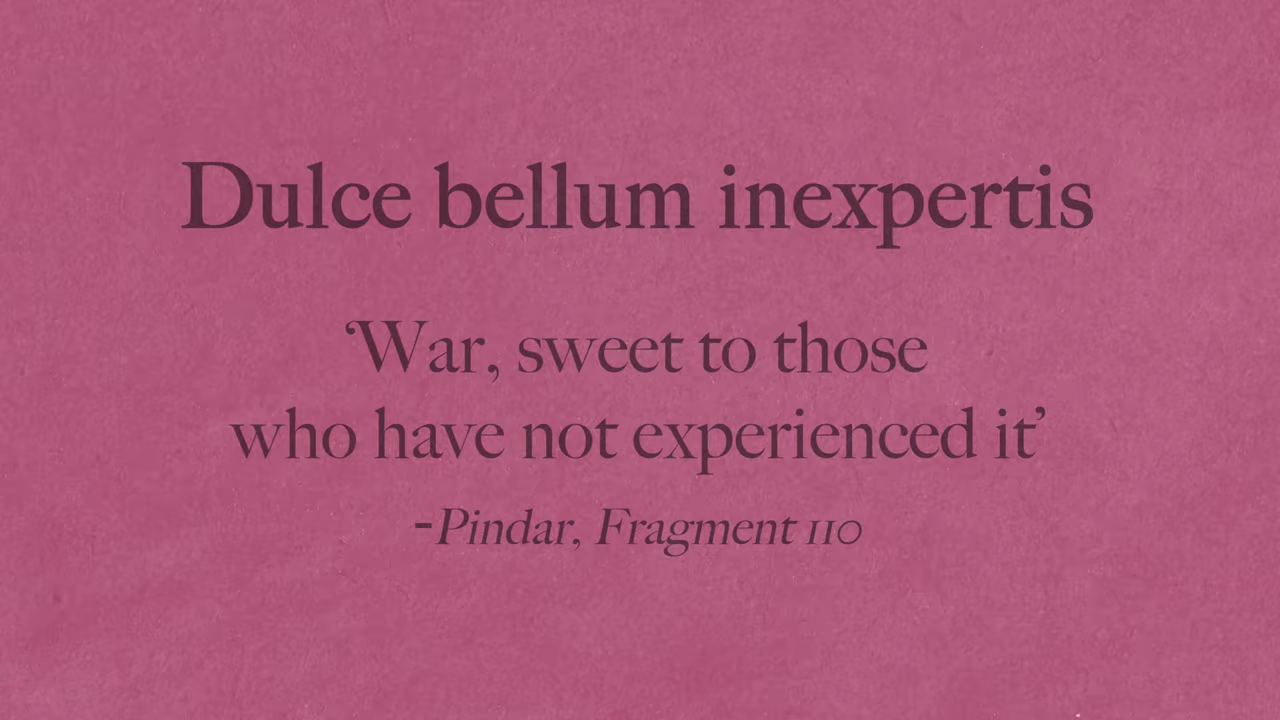 Dulce bellum inexpertis
‘War, sweet to those
who have not experienced it’
-Pindar, Fragment 110